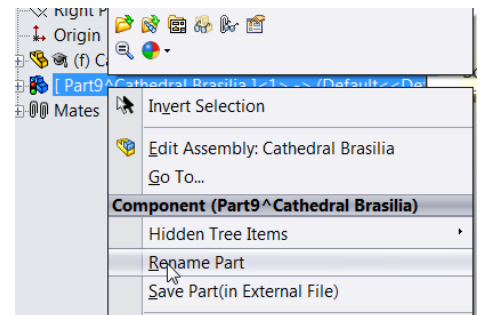 Right P
Origin
(f) C
[ Part9^Cathedral Brasilia ]<1> -> (Default<<De
Mates
Invert Selection
Edit Assembly: Cathedral Brasilia
Go To...
Component (Part9^Cathedral Brasilia)
Hidden Tree Items
Rename Part
Save Part(in External File)